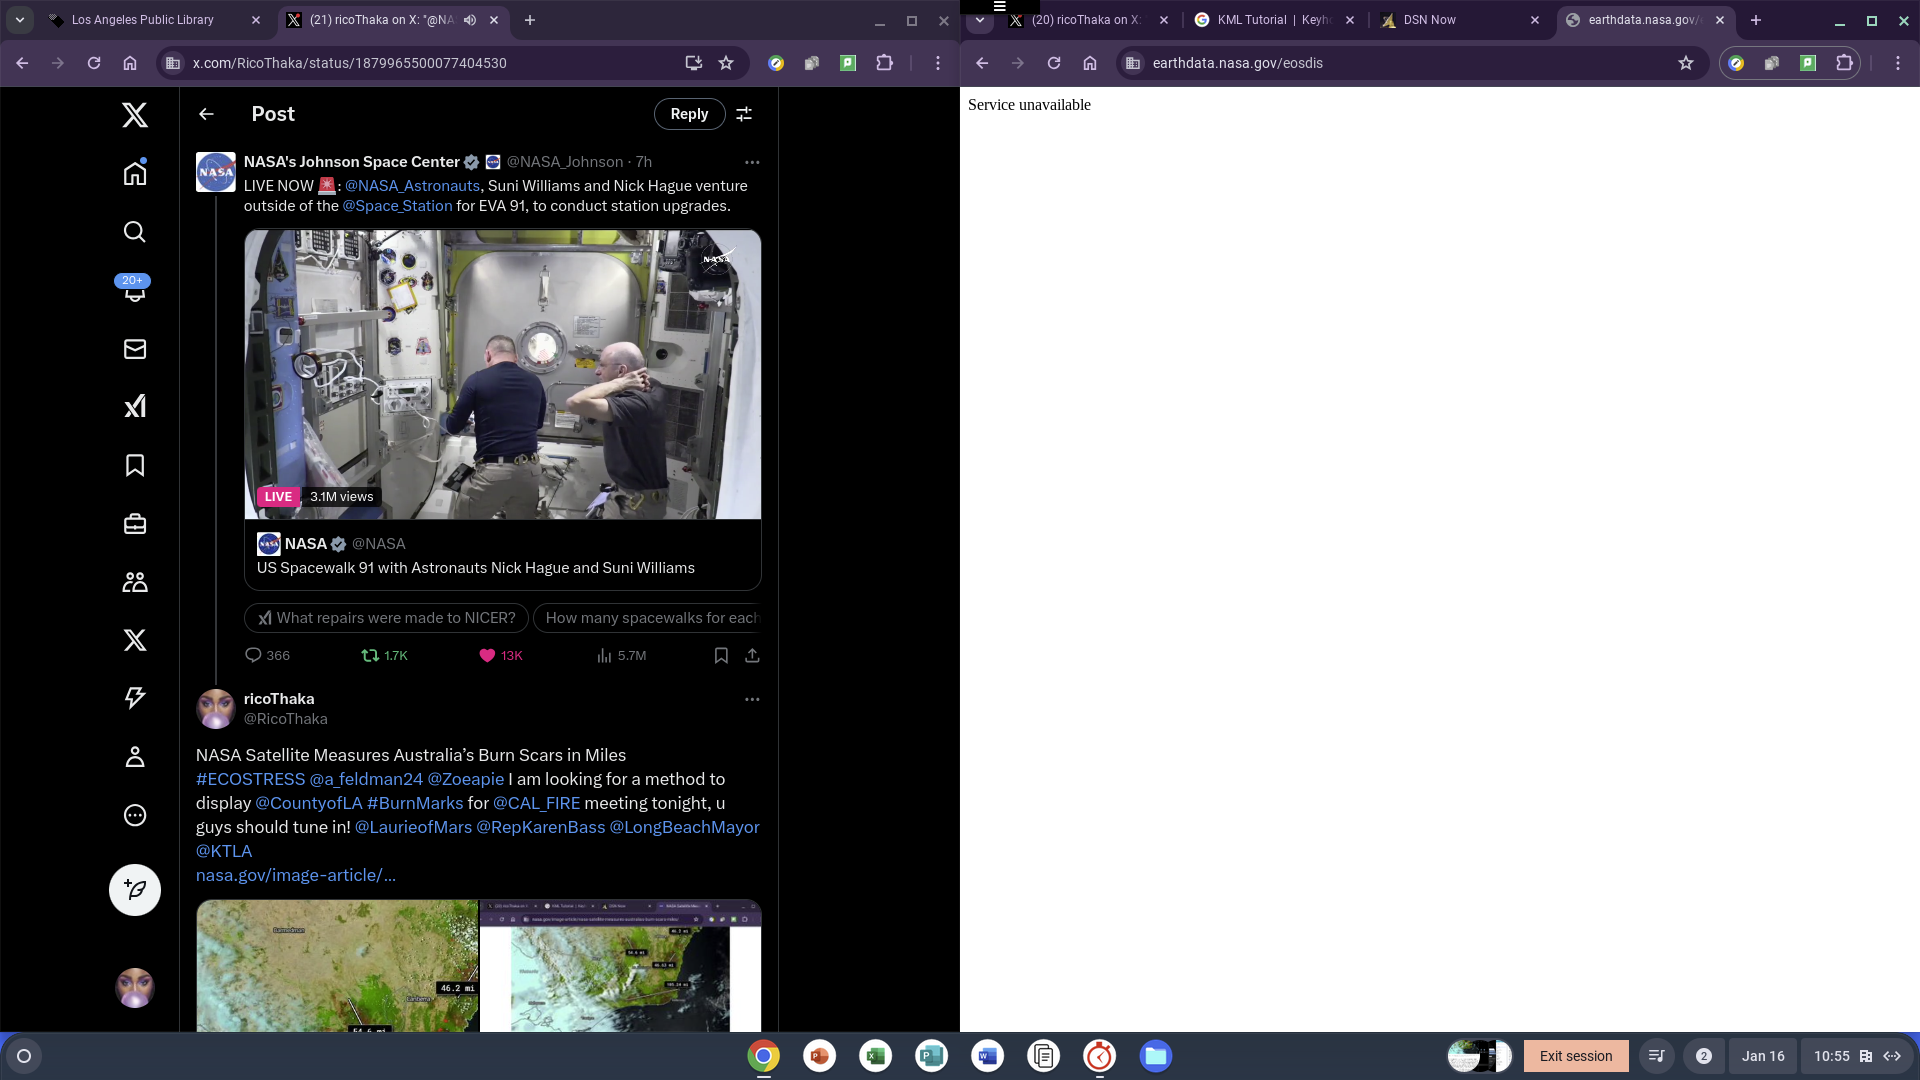 Los Angeles Public Library
(21) ricoThaka on X: "@NA
x.com/RicoThaka/status/1879965500077404530
Post
Reply
NASA's Johnson Space Center @NASA_Johnson · 7h
LIVE NOW 🚨: @NASA_Astronauts, Suni Williams and Nick Hague venture
outside of the @Space_Station for EVA 91, to conduct station upgrades.
NASA
LIVE 3.1M views
NASA @NASA
US Spacewalk 91 with Astronauts Nick Hague and Suni Williams
What repairs were made to NICER?
How many spacewalks for each
366 1.7K 13K 5.7M
20+
ricoThaka
@RicoThaka
NASA Satellite Measures Australia’s Burn Scars in Miles
#ECOSTRESS @a_feldman24 @Zoeapie I am looking for a method to
display @CountyofLA #BurnMarks for @CAL_FIRE meeting tonight, u
guys should tune in! @LaurieofMars @RepKarenBass @LongBeachMayor
@KTLA
nasa.gov/image-article/…
46.2 mi
54.6 mi
(20) ricoThaka on X:
KML Tutorial | Keyh
DSN Now
earthdata.nasa.gov/
earthdata.nasa.gov/eosdis
Service unavailable
Exit session
2
Jan 16
10:55